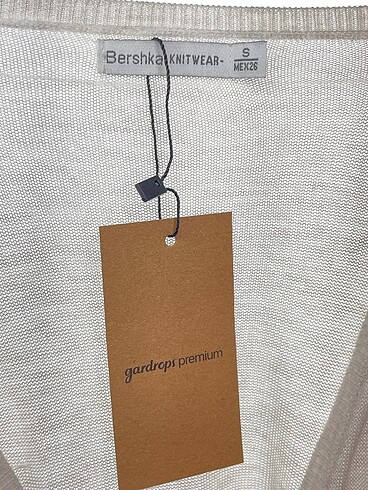 Bershka KNITWEAR- S
MEX26
gardrops premium